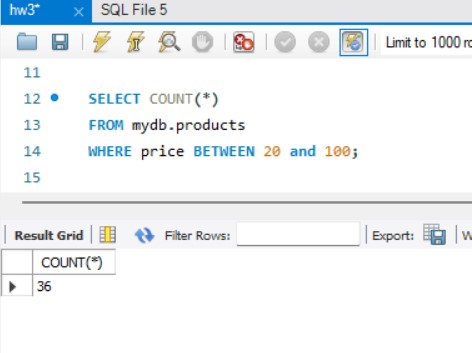 hw3* × SQL File 5
Limit to 1000 ro
11
12 SELECT COUNT(*)
13 FROM mydb.products
14 WHERE price BETWEEN 20 and 100;
15
Result Grid Filter Rows: Export: W
COUNT(*)
36